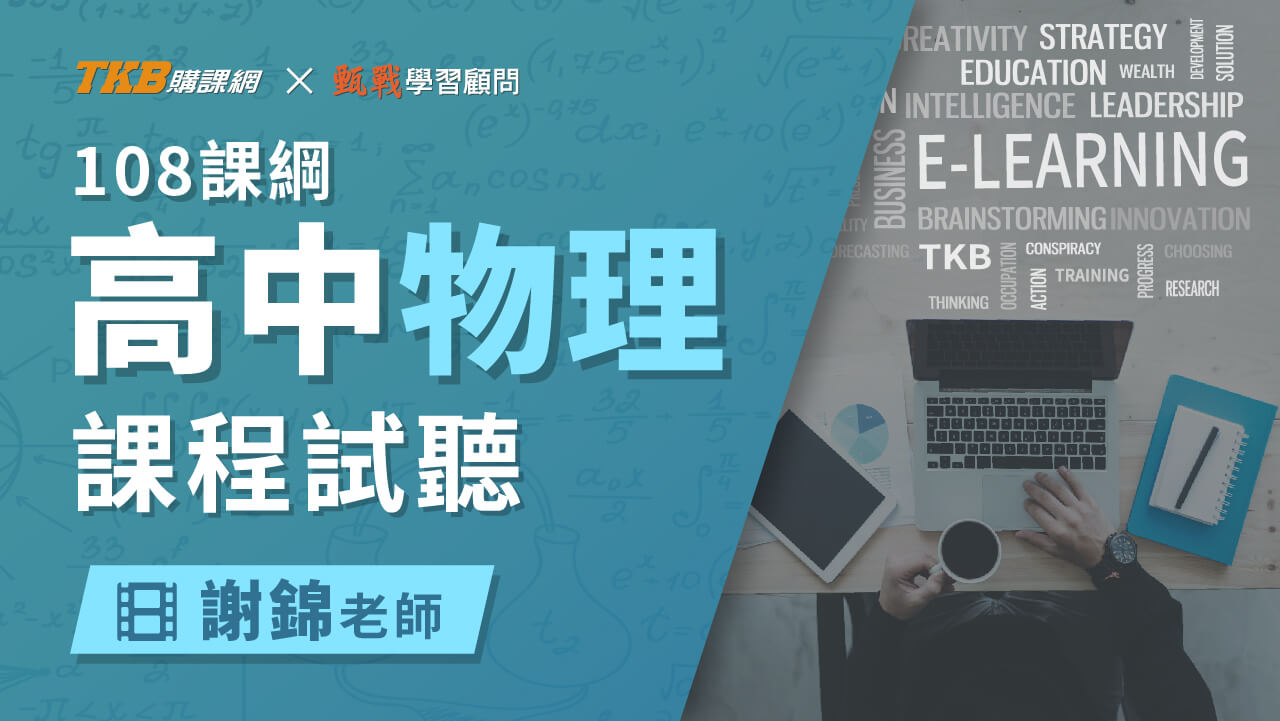 TKB購課網 × 甄戰學習顧問
108課綱
高中物理
課程試聽
謝錦老師
REATIVITY STRATEGY DEVELOPMENT SOLUTION
EDUCATION WEALTH
N INTELLIGENCE LEADERSHIP
BUSINESS E-LEARNING
BRAINSTORMING INNOVATION
ORECASTING TKB OCCUPATION CONSPIRACY PROGRESS CHOOSING
ACTION TRAINING
THINKING RESEARCH